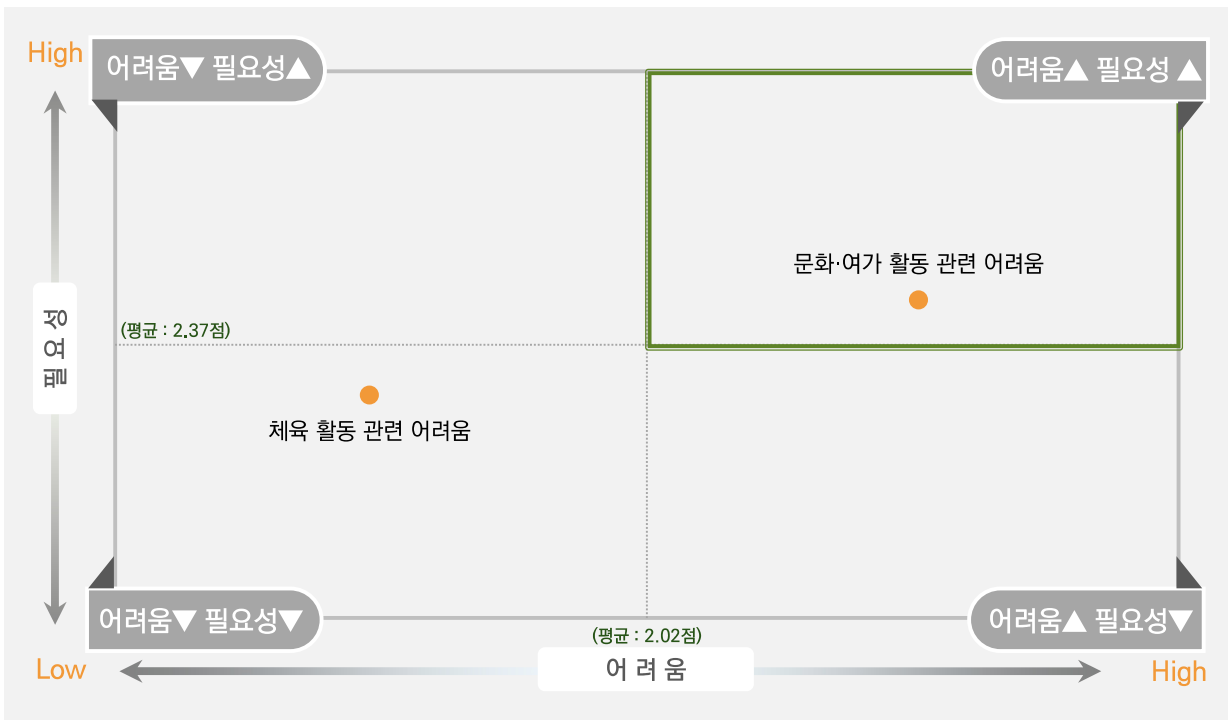 High
어려움▼ 필요성▲
어려움▲ 필요성 ▲
문화·여가 활동 관련 어려움
필요성
(평균 : 2.37점)
체육 활동 관련 어려움
어려움▼ 필요성▼
어려움▲ 필요성▼
(평균 : 2.02점)
Low
어 려 움
High